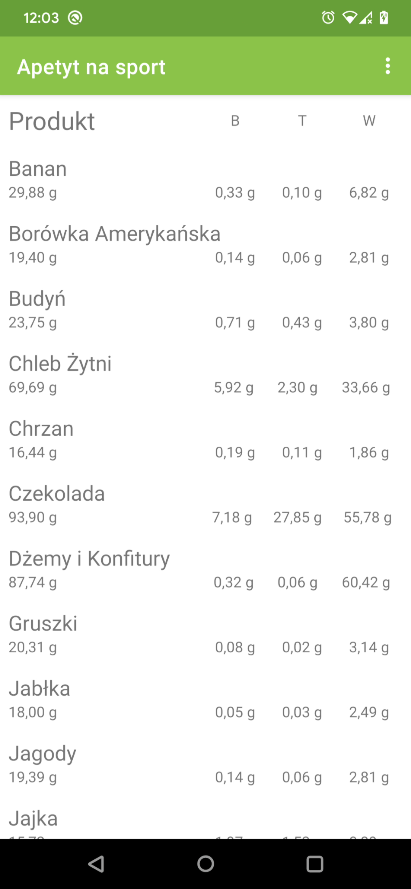 12:03
Apetyt na sport
Produkt B T W
Banan
29,88 g 0,33 g 0,10 g 6,82 g
Borówka Amerykańska
19,40 g 0,14 g 0,06 g 2,81 g
Budyń
23,75 g 0,71 g 0,43 g 3,80 g
Chleb Żytni
69,69 g 5,92 g 2,30 g 33,66 g
Chrzan
16,44 g 0,19 g 0,11 g 1,86 g
Czekolada
93,90 g 7,18 g 27,85 g 55,78 g
Dżemy i Konfitury
87,74 g 0,32 g 0,06 g 60,42 g
Gruszki
20,31 g 0,08 g 0,02 g 3,14 g
Jabłka
18,00 g 0,05 g 0,03 g 2,49 g
Jagody
19,39 g 0,14 g 0,06 g 2,81 g
Jajka